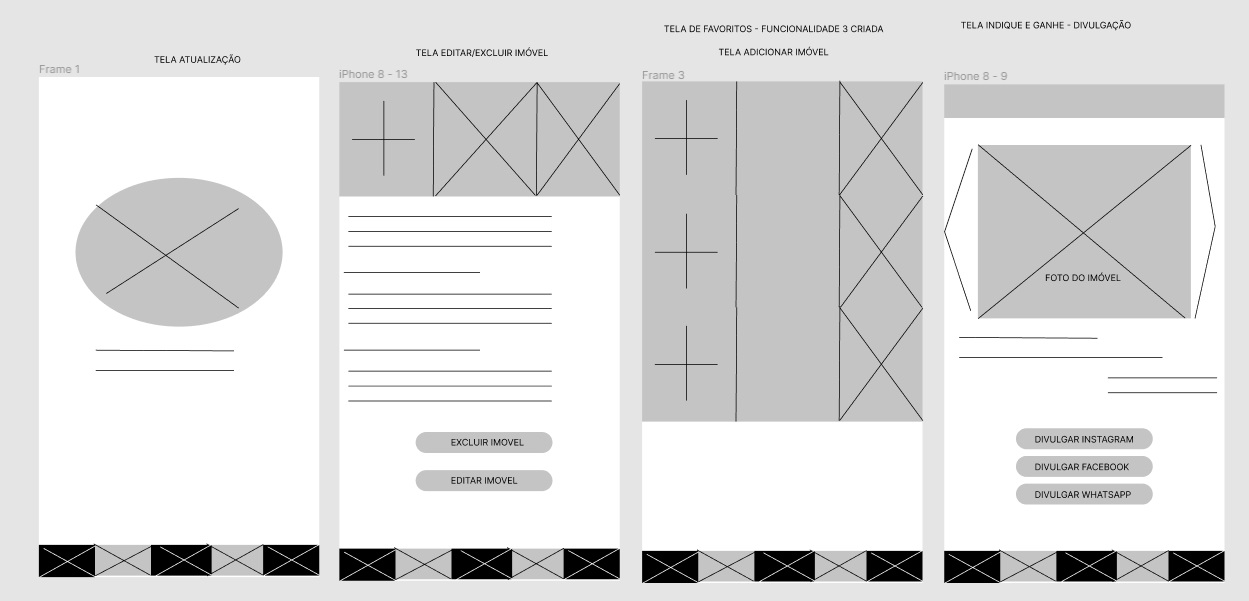 TELA ATUALIZAÇÃO
Frame 1
TELA EDITAR/EXCLUIR IMÓVEL
iPhone 8 - 13
EXCLUIR IMOVEL
EDITAR IMOVEL
TELA DE FAVORITOS - FUNCIONALIDADE 3 CRIADA
TELA ADICIONAR IMÓVEL
Frame 3
TELA INDIQUE E GANHE - DIVULGAÇÃO
iPhone 8 - 9
FOTO DO IMÓVEL
DIVULGAR INSTAGRAM
DIVULGAR FACEBOOK
DIVULGAR WHATSAPP